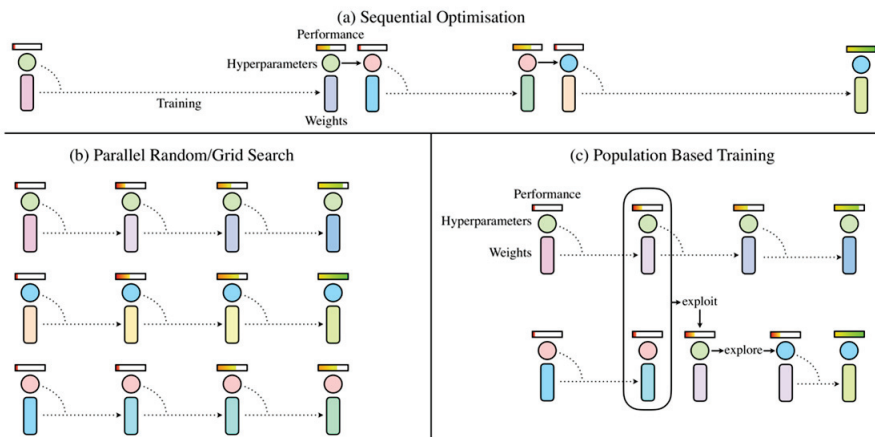 (a) Sequential Optimisation
Performance
Hyperparameters
Training
Weights
(b) Parallel Random/Grid Search
(c) Population Based Training
Performance
Hyperparameters
Weights
exploit
explore